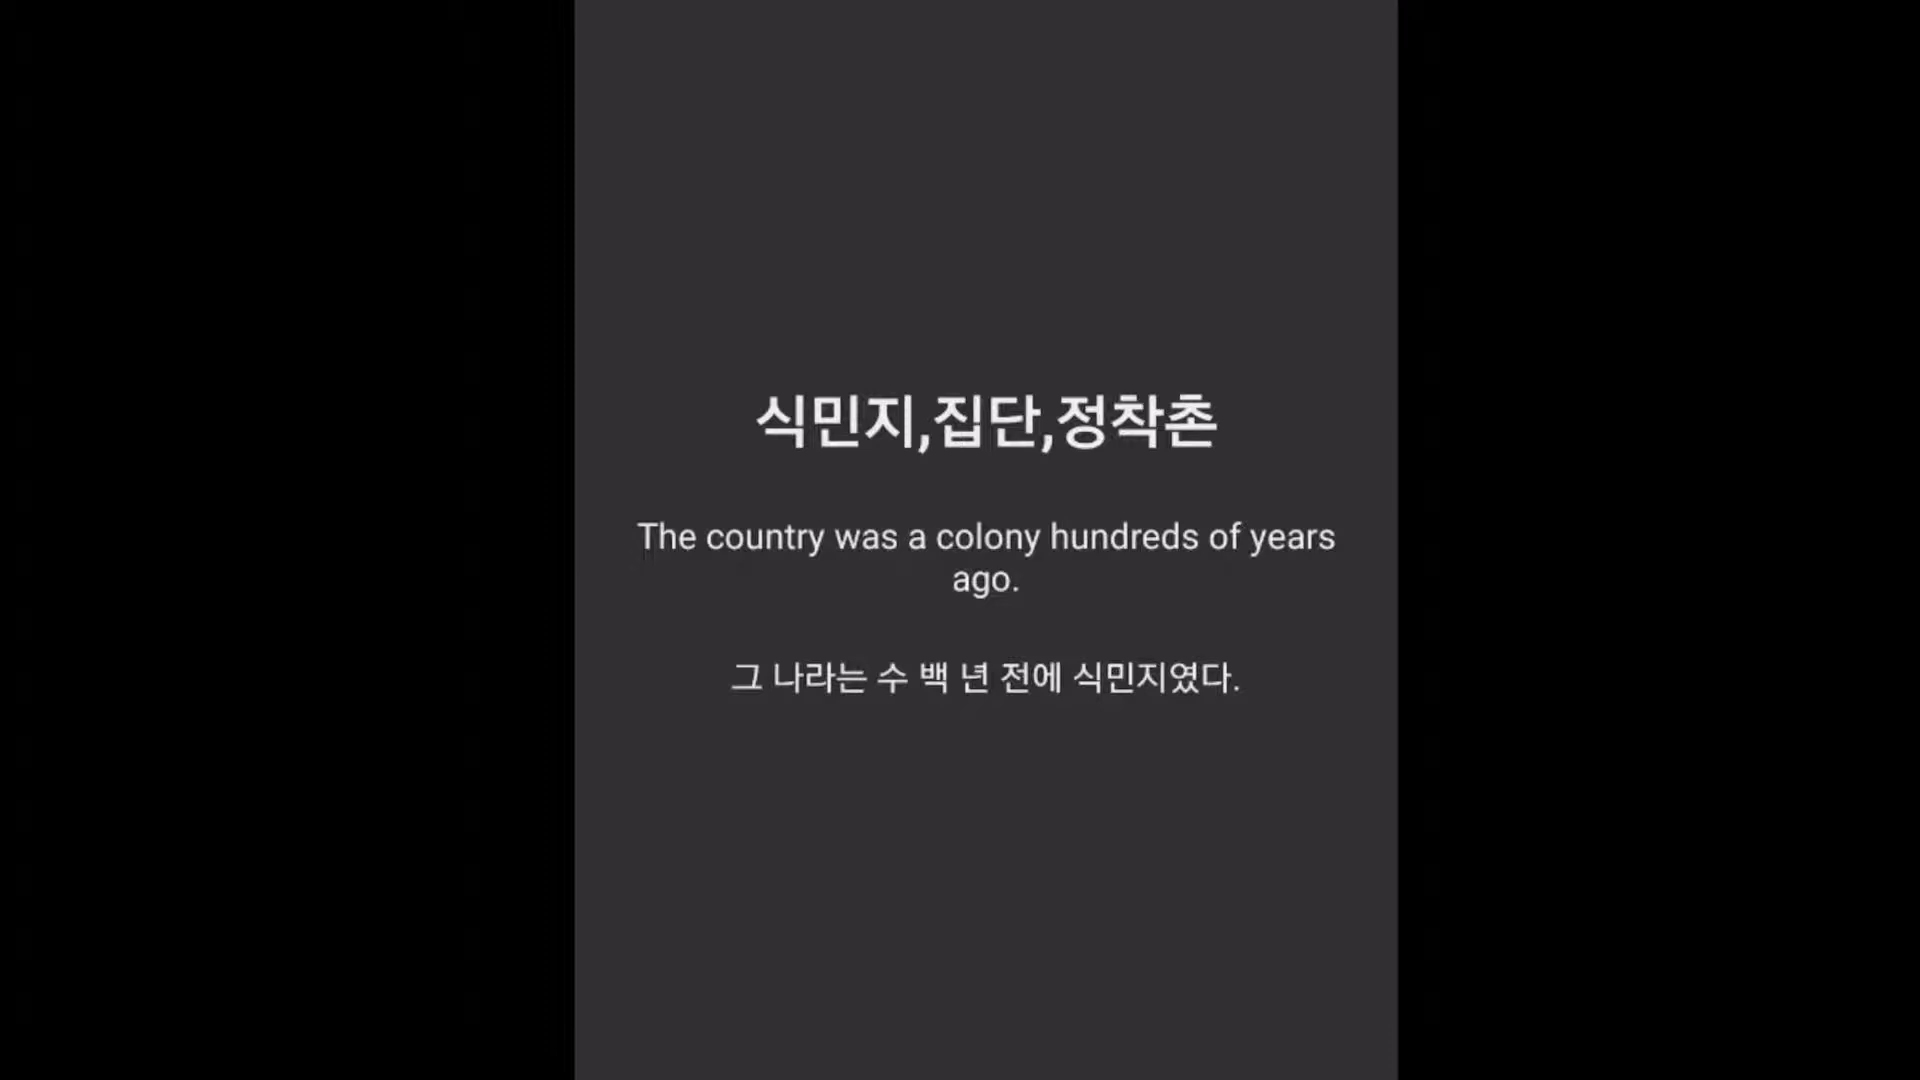 식민지,집단,정착촌
The country was a colony hundreds of years
ago.
그 나라는 수 백 년 전에 식민지였다.